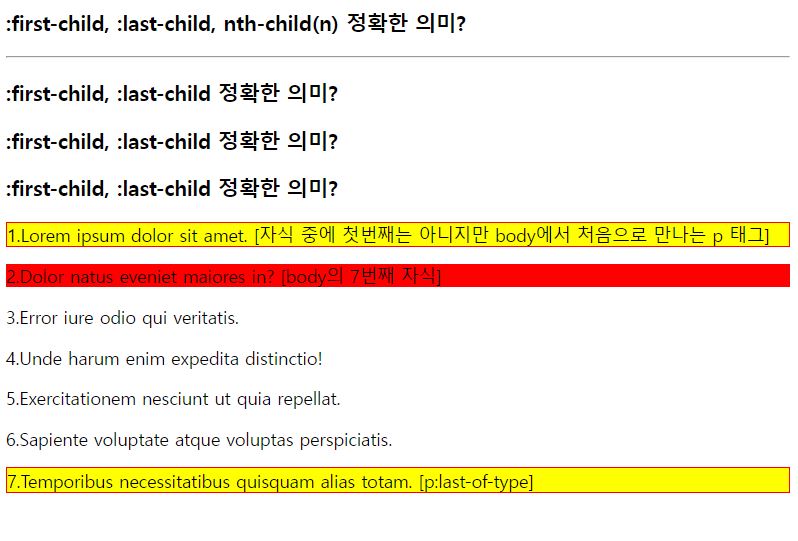 :first-child, :last-child, nth-child(n) 정확한 의미?
:first-child, :last-child 정확한 의미?
:first-child, :last-child 정확한 의미?
:first-child, :last-child 정확한 의미?
1.Lorem ipsum dolor sit amet. [자식 중에 첫번째는 아니지만 body에서 처음으로 만나는 p 태그]
2.Dolor natus eveniet maiores in? [body의 7번째 자식]
3.Error iure odio qui veritatis.
4.Unde harum enim expedita distinctio!
5.Exercitationem nesciunt ut quia repellat.
6.Sapiente voluptate atque voluptas perspiciatis.
7.Temporibus necessitatibus quisquam alias totam. [p:last-of-type]